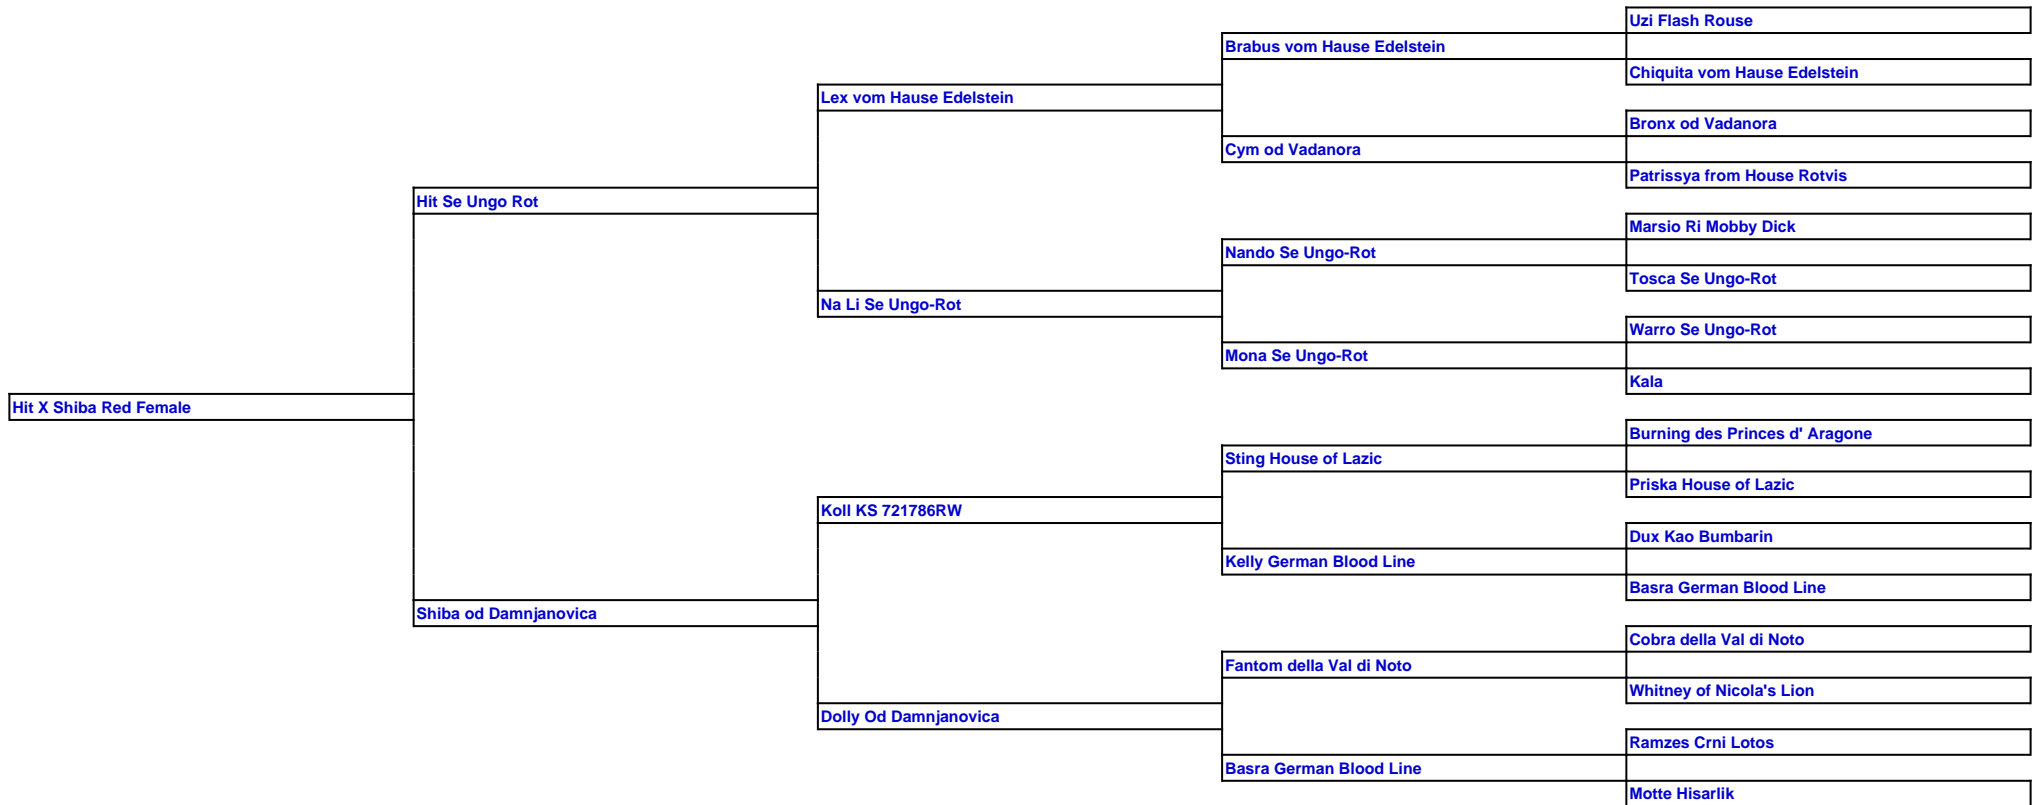 Uzi Flash Rouse
Brabus vom Hause Edelstein
Chiquita vom Hause Edelstein
Lex vom Hause Edelstein
Bronx od Vadanora
Cym od Vadanora
Patrissya from House Rotvis
Hit Se Ungo Rot
Marsio Ri Mobby Dick
Nando Se Ungo-Rot
Tosca Se Ungo-Rot
Na Li Se Ungo-Rot
Warro Se Ungo-Rot
Mona Se Ungo-Rot
Kala
Hit X Shiba Red Female
Burning des Princes d' Aragone
Sting House of Lazic
Priska House of Lazic
Koll KS 721786RW
Dux Kao Bumbarin
Kelly German Blood Line
Basra German Blood Line
Shiba od Damnjanovica
Cobra della Val di Noto
Fantom della Val di Noto
Whitney of Nicola's Lion
Dolly Od Damnjanovica
Ramzes Crni Lotos
Basra German Blood Line
Motte Hisarlik